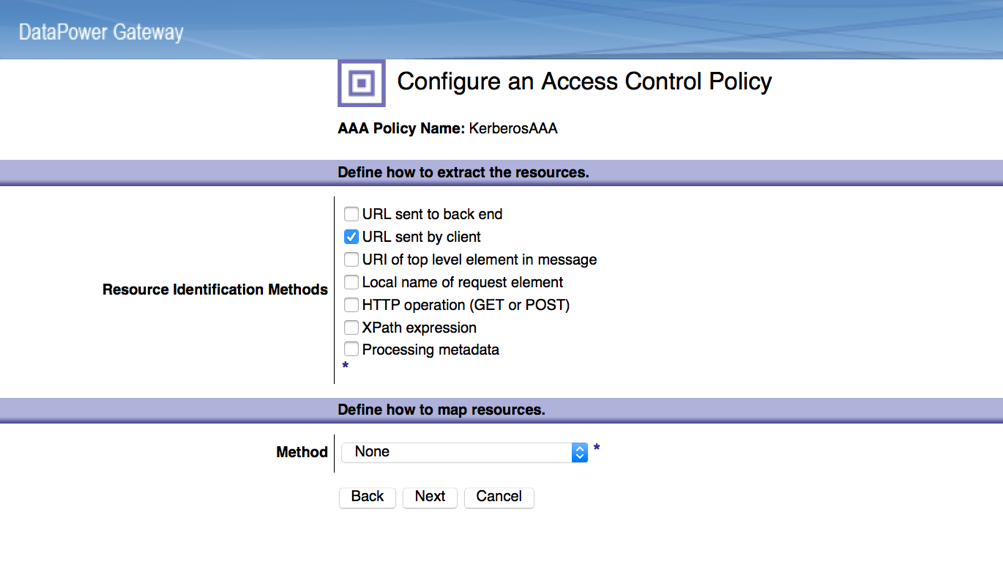 DataPower Gateway
Configure an Access Control Policy
AAA Policy Name: KerberosAAA
Define how to extract the resources.
Resource Identification Methods
URL sent to back end
URL sent by client
URI of top level element in message
Local name of request element
HTTP operation (GET or POST)
XPath expression
Processing metadata
*
Define how to map resources.
Method None *
Back Next Cancel